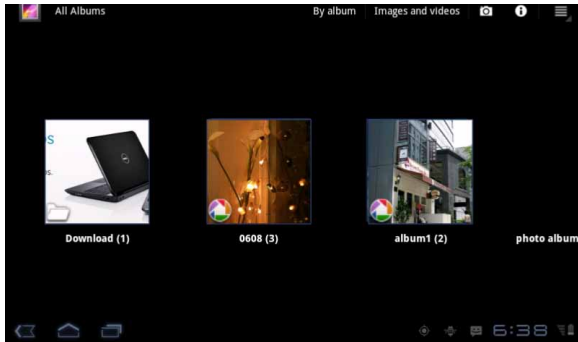 All Albums
By album
Images and videos
Download (1)
0608 (3)
album1 (2)
photo album
6:38